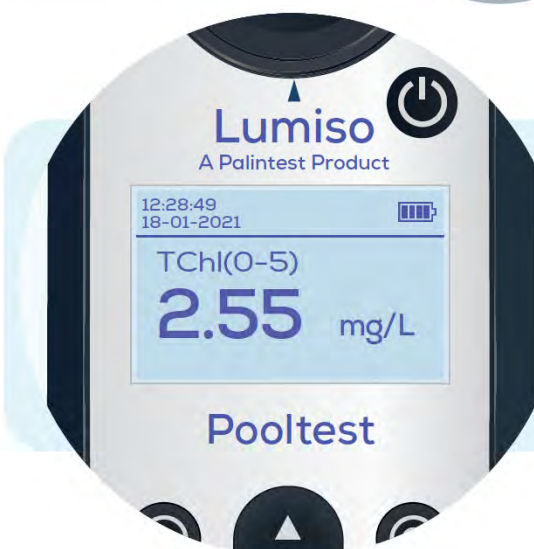 Lumiso
A Palintest Product
12:28:49
18-01-2021
TChl(0-5)
2.55 mg/L
Pooltest